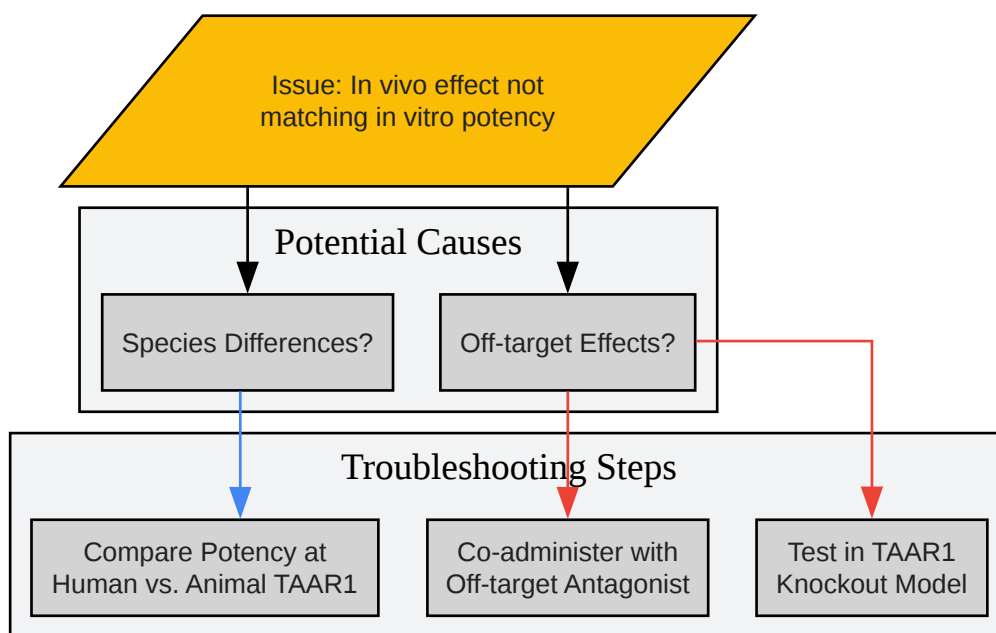 Issue: In vivo effect not
matching in vitro potency
Potential Causes
Species Differences?
Off-target Effects?
Troubleshooting Steps
Compare Potency at
Human vs. Animal TAAR1
Co-administer with
Off-target Antagonist
Test in TAAR1
Knockout Model